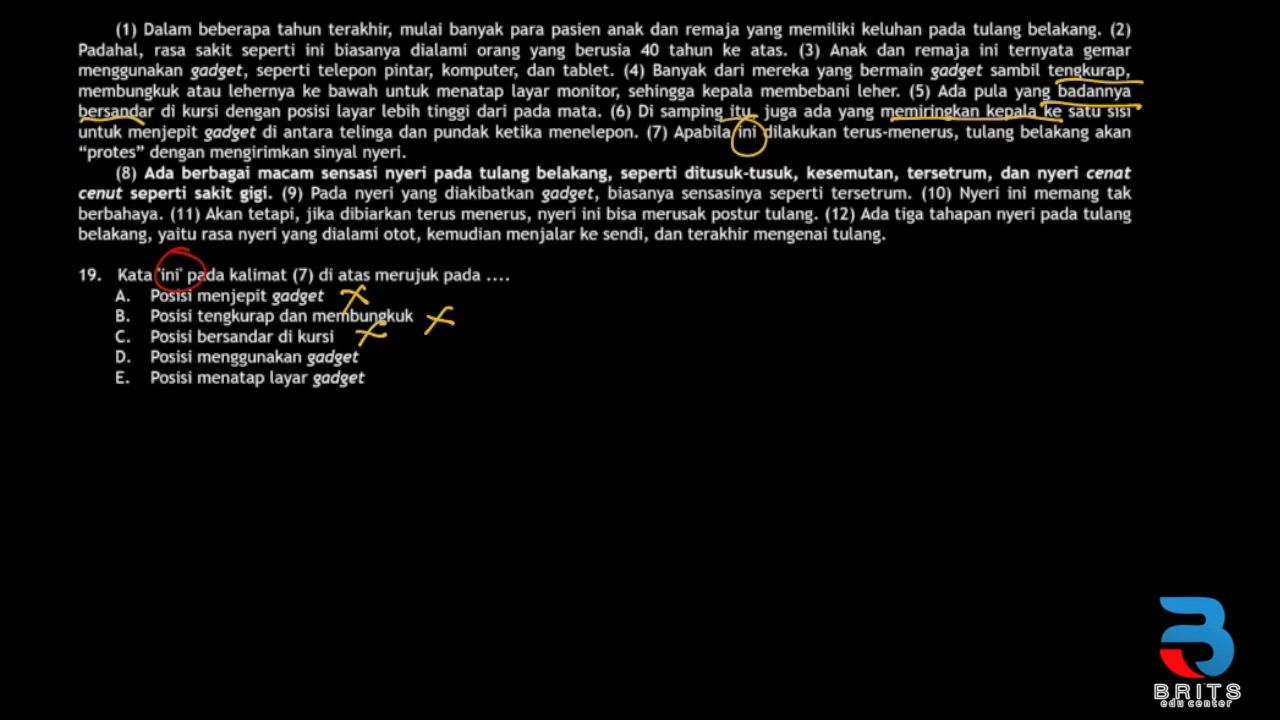 (1) Dalam beberapa tahun terakhir, mulai banyak para pasien anak dan remaja yang memiliki keluhan pada tulang belakang. (2)
Padahal, rasa sakit seperti ini biasanya dialami orang yang berusia 40 tahun ke atas. (3) Anak dan remaja ini ternyata gemar
menggunakan gadget, seperti telepon pintar, komputer, dan tablet. (4) Banyak dari mereka yang bermain gadget sambil tengkurap,
membungkuk atau lehernya ke bawah untuk menatap layar monitor, sehingga kepala membebani leher. (5) Ada pula yang badannya
bersandar di kursi dengan posisi layar lebih tinggi dari pada mata. (6) Di samping itu, juga ada yang memiringkan kepala ke satu sisi
untuk menjepit gadget di antara telinga dan pundak ketika menelepon. (7) Apabila ini dilakukan terus-menerus, tulang belakang akan
“protes” dengan mengirimkan sinyal nyeri.
(8) Ada berbagai macam sensasi nyeri pada tulang belakang, seperti ditusuk-tusuk, kesemutan, tersetrum, dan nyeri cenat
cenut seperti sakit gigi. (9) Pada nyeri yang diakibatkan gadget, biasanya sensasinya seperti tersetrum. (10) Nyeri ini memang tak
berbahaya. (11) Akan tetapi, jika dibiarkan terus menerus, nyeri ini bisa merusak postur tulang. (12) Ada tiga tahapan nyeri pada tulang
belakang, yaitu rasa nyeri yang dialami otot, kemudian menjalar ke sendi, dan terakhir mengenai tulang.
19. Kata 'ini' pada kalimat (7) di atas merujuk pada ....
A. Posisi menjepit gadget
B. Posisi tengkurap dan membungkuk
C. Posisi bersandar di kursi
D. Posisi menggunakan gadget
E. Posisi menatap layar gadget
BRITS
edu center